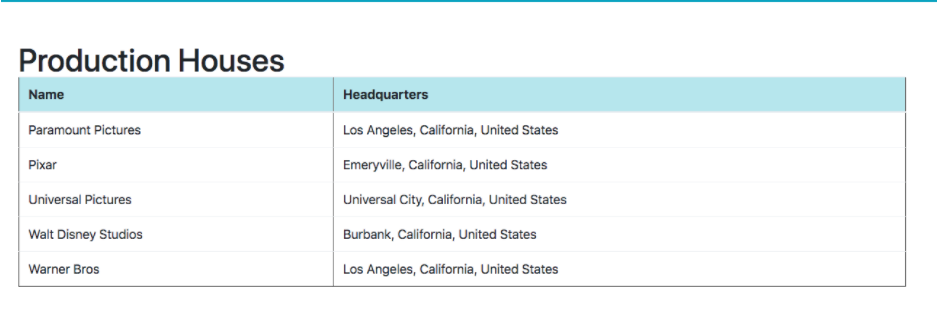 Production Houses
Name Headquarters
Paramount Pictures Los Angeles, California, United States
Pixar Emeryville, California, United States
Universal Pictures Universal City, California, United States
Walt Disney Studios Burbank, California, United States
Warner Bros Los Angeles, California, United States